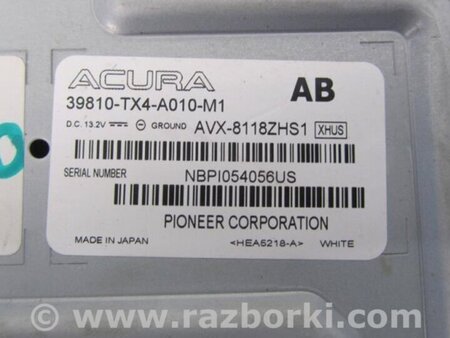 ACURA
39810-TX4-A010-M1
AB
D.C. 13.2V ⎓ ⊖ GROUND AVX-8118ZHS1 XHUS
SERIAL NUMBER NBPI054056US
PIONEER CORPORATION
MADE IN JAPAN <HEA5218-A> WHITE
www.razborki.com